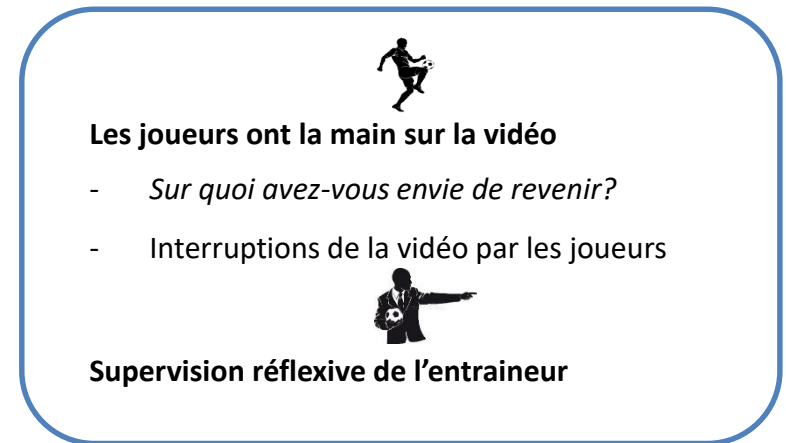 Les joueurs ont la main sur la vidéo
- Sur quoi avez-vous envie de revenir?
- Interruptions de la vidéo par les joueurs
Supervision réflexive de l’entraineur